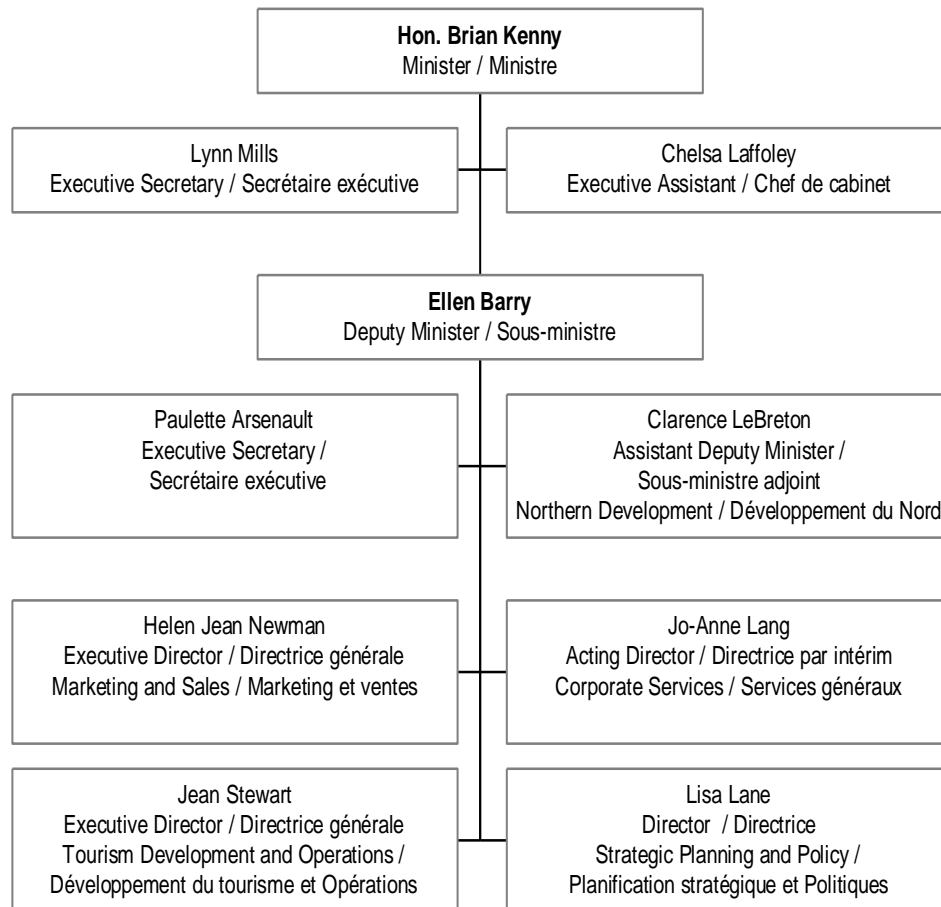 Hon. Brian Kenny
Minister / Ministre
Lynn Mills
Executive Secretary / Secrétaire exécutive
Chelsa Laffoley
Executive Assistant / Chef de cabinet
Ellen Barry
Deputy Minister / Sous-ministre
Paulette Arsenault
Executive Secretary /
Secrétaire exécutive
Clarence LeBreton
Assistant Deputy Minister /
Sous-ministre adjoint
Northern Development / Développement du Nord
Helen Jean Newman
Executive Director / Directrice générale
Marketing and Sales / Marketing et ventes
Jo-Anne Lang
Acting Director / Directrice par intérim
Corporate Services / Services généraux
Jean Stewart
Executive Director / Directrice générale
Tourism Development and Operations /
Développement du tourisme et Opérations
Lisa Lane
Director / Directrice
Strategic Planning and Policy /
Planification stratégique et Politiques